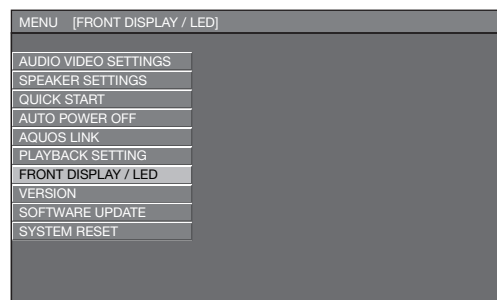 MENU [FRONT DISPLAY / LED]
AUDIO VIDEO SETTINGS
SPEAKER SETTINGS
QUICK START
AUTO POWER OFF
AQUOS LINK
PLAYBACK SETTING
FRONT DISPLAY / LED
VERSION
SOFTWARE UPDATE
SYSTEM RESET